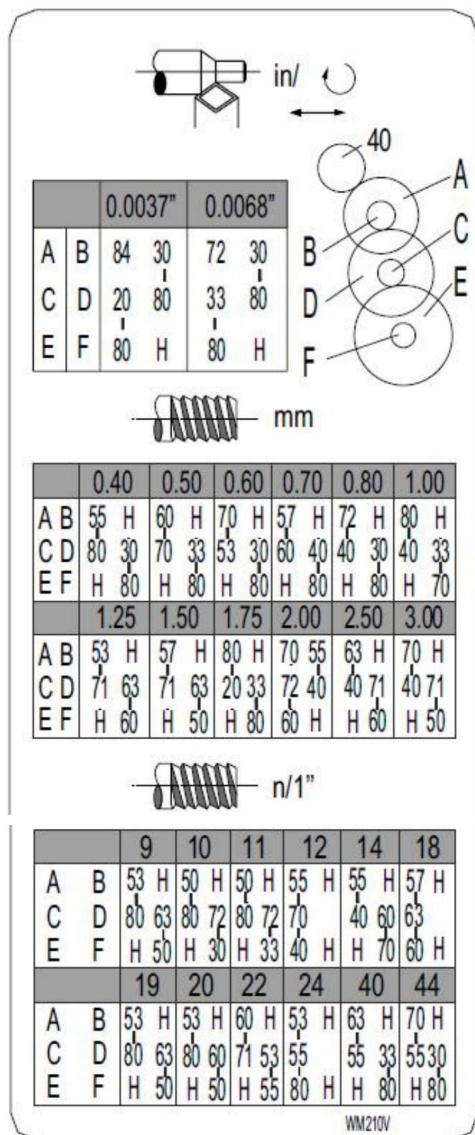 in/
40
A
B
C
D
E
F
0.0037" 0.0068"
A B 84 30 72 30
C D 20 80 33 80
E F 80 H 80 H
mm
0.40 0.50 0.60 0.70 0.80 1.00
A B 55 H 60 H 70 H 57 H 72 H 80 H
C D 80 30 70 33 53 30 60 40 40 30 40 33
E F H 80 H 80 H 80 H 80 H 80 H 70
1.25 1.50 1.75 2.00 2.50 3.00
A B 53 H 57 H 80 H 70 55 63 H 70 H
C D 71 63 71 63 20 33 72 40 40 71 40 71
E F H 60 H 50 H 80 60 H H 60 H 50
n/1"
9 10 11 12 14 18
A B 53 H 50 H 50 H 55 H 55 H 57 H
C D 80 63 80 72 80 72 70 40 60 63
E F H 50 H 30 H 33 40 H H 70 60 H
19 20 22 24 40 44
A B 53 H 53 H 60 H 53 H 63 H 70 H
C D 80 63 80 60 71 53 55 55 33 55 30
E F H 50 H 50 H 55 80 H H 80 H 80
WM210V